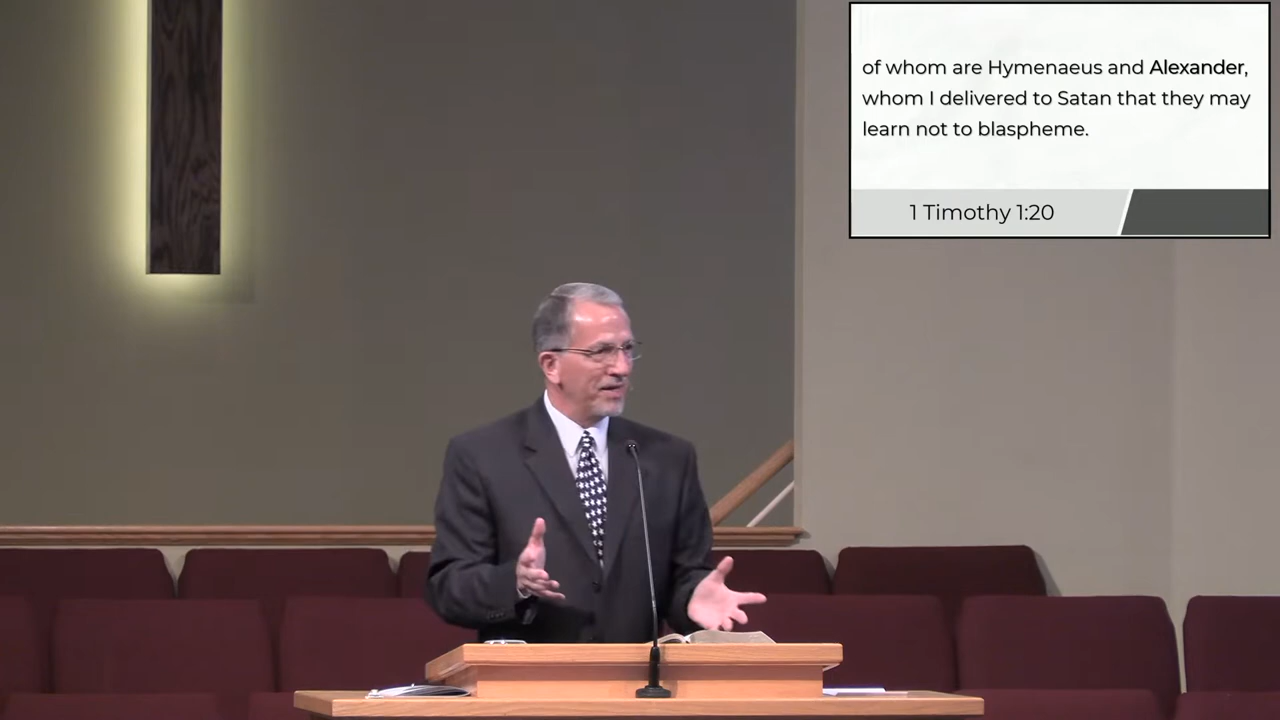 of whom are Hymenaeus and Alexander,
whom I delivered to Satan that they may
learn not to blaspheme.
1 Timothy 1:20